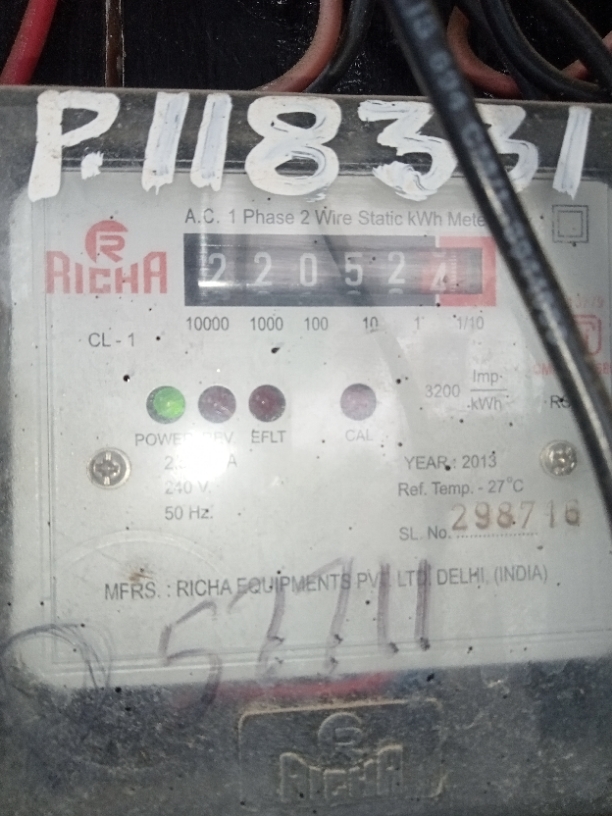 P.118331
A.C. 1 Phase 2 Wire Static kWh Meter
RICHA
2 2 0 5 2
10000 1000 100 10 1 1/10
CL - 1
3200 Imp/kWh
POWER REV EFLT CAL
YEAR : 2013
240 V.
Ref. Temp. - 27°C
50 Hz.
SL. No. 298716
MFRS. : RICHA EQUIPMENTS PVT. LTD. DELHI, (INDIA)
RICHA